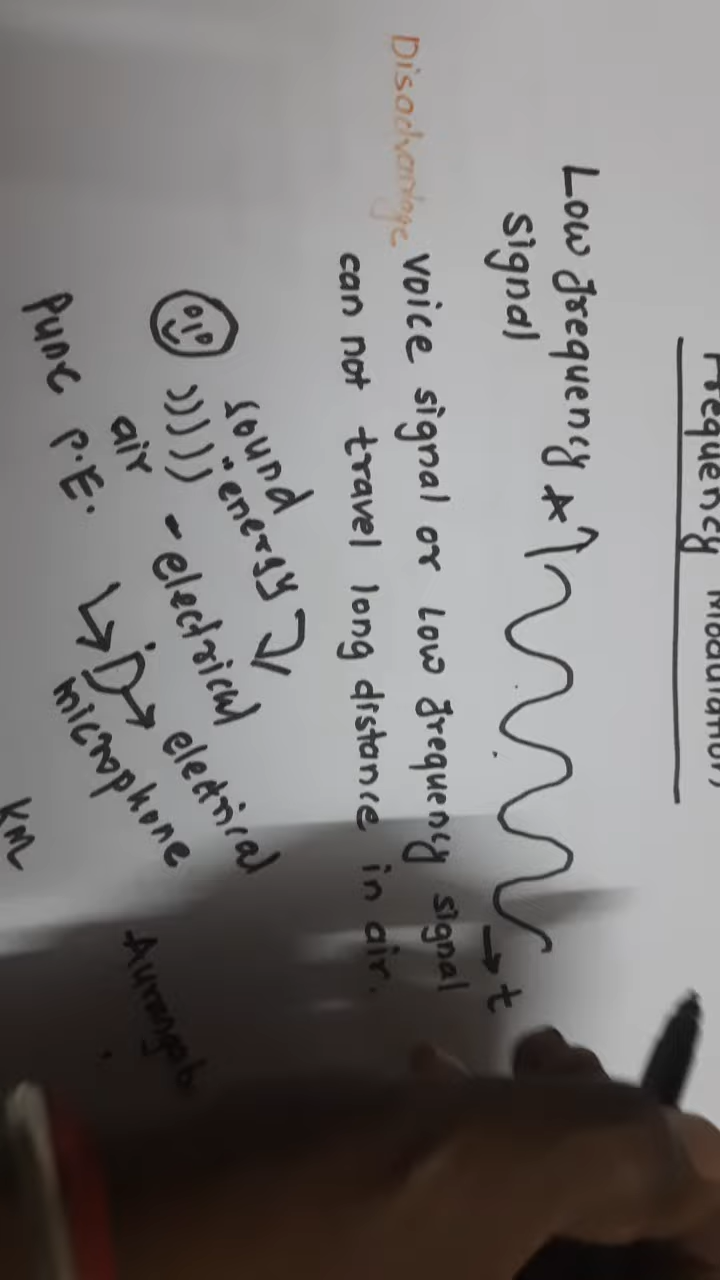 Frequency Modulation
Low frequency
signal
A
t
Disadvantage
voice signal or low frequency signal
can not travel long distance in air.
sound
energy
air
- electrical
electrical
microphone
Pune P.E.
km